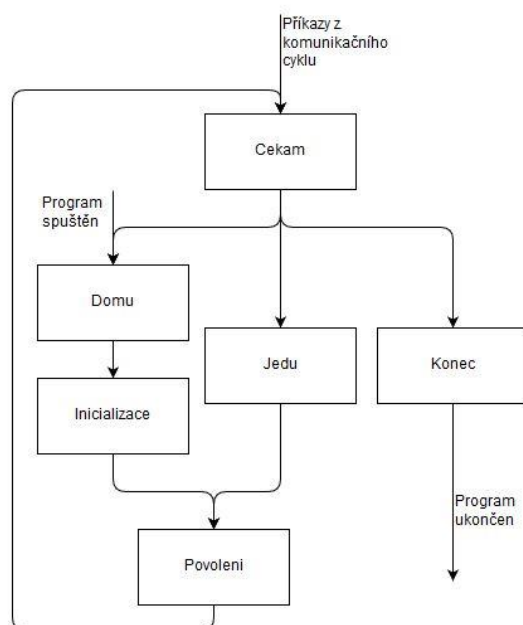 Příkazy z
komunikačního
cyklu
Cekam
Program
spuštěn
Domu
Jedu
Konec
Inicializace
Program
ukončen
Povoleni